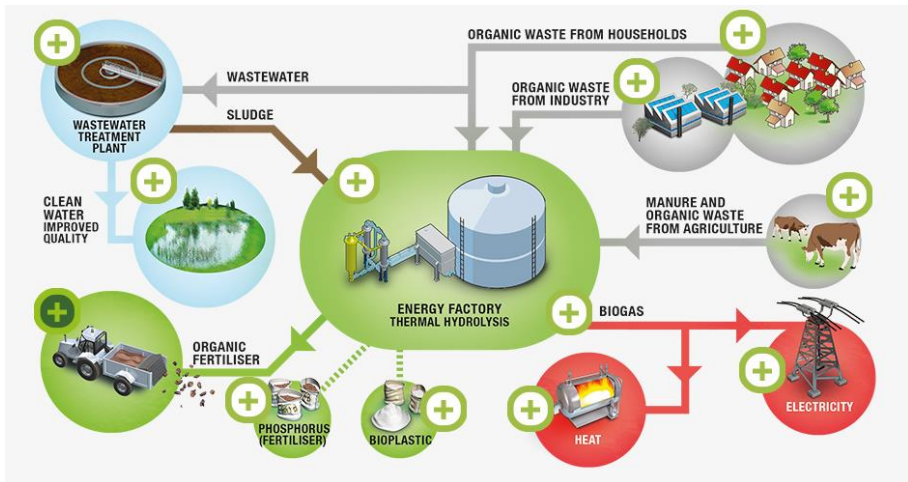 ORGANIC WASTE FROM HOUSEHOLDS
WASTEWATER
ORGANIC WASTE
FROM INDUSTRY
SLUDGE
WASTEWATER
TREATMENT
PLANT
CLEAN
WATER
IMPROVED
QUALITY
MANURE AND
ORGANIC WASTE
FROM AGRICULTURE
ENERGY FACTORY
THERMAL HYDROLYSIS
BIOGAS
ORGANIC
FERTILISER
ELECTRICITY
PHOSPHORUS
(FERTILISER)
BIOPLASTIC
HEAT